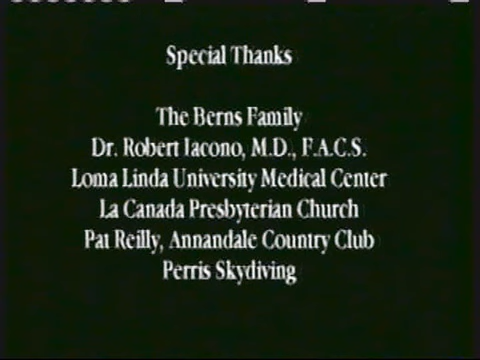 Special Thanks
The Berns Family
Dr. Robert Iacono, M.D., F.A.C.S.
Loma Linda University Medical Center
La Canada Presbyterian Church
Pat Reilly, Annandale Country Club
Perris Skydiving